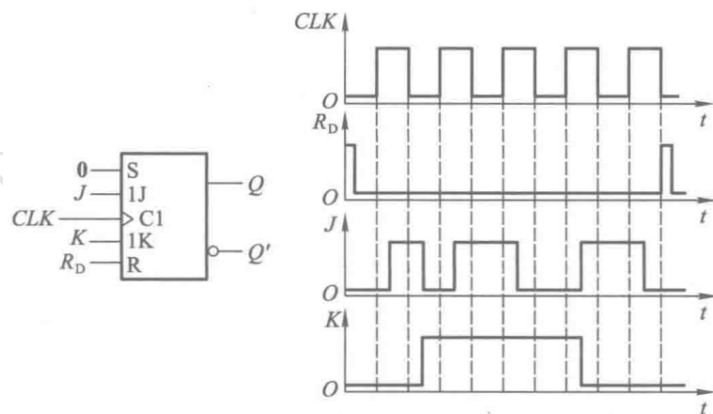 0 S
J 1J Q
CLK C1
K 1K Q'
R_D R
CLK
O t
R_D
O t
J
O t
K
O t